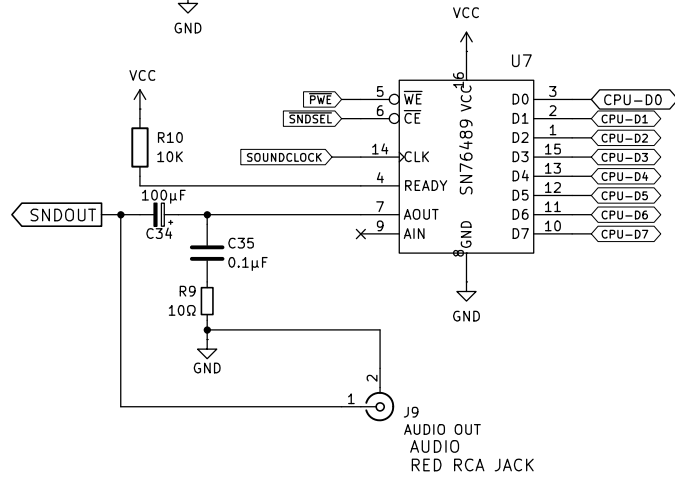 GND
VCC
U7
VCC
R10
10K
PWE
5
WE
SNDSEL
6
CE
SOUNDCLOCK
14
CLK
4
READY
7
AOUT
9
AIN
16
VCC
SN76489
GND
8
D0
3
CPU-D0
D1
2
CPU-D1
D2
1
CPU-D2
D3
15
CPU-D3
D4
13
CPU-D4
D5
12
CPU-D5
D6
11
CPU-D6
D7
10
CPU-D7
GND
SNDOUT
100µF
+
C34
C35
0.1µF
R9
10Ω
GND
2
1
J9
AUDIO OUT
AUDIO
RED RCA JACK